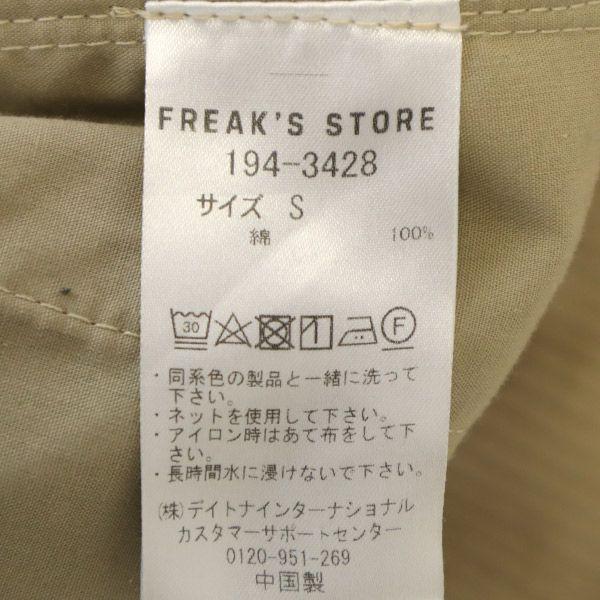 FREAK'S STORE
194-3428
サイズ S
綿 100%
30 F
・同系色の製品と一緒に洗って
下さい。
・ネットを使用して下さい。
・アイロン時はあて布をして下
さい。
・長時間水に浸けないで下さい。
(株)デイトナインターナショナル
カスタマーサポートセンター
0120-951-269
中国製